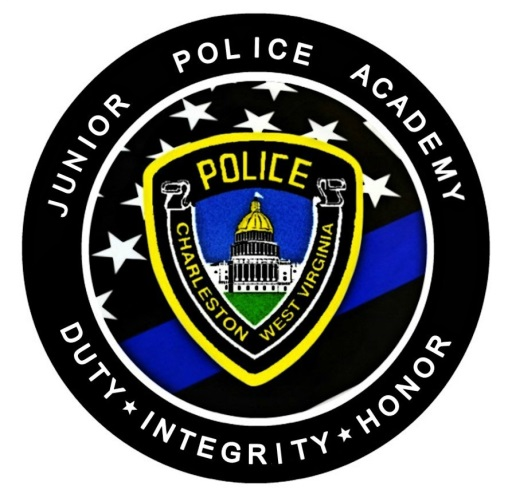 JUNIOR POLICE ACADEMY
POLICE
CHARLESTON WEST VIRGINIA
DUTY★INTEGRITY★HONOR